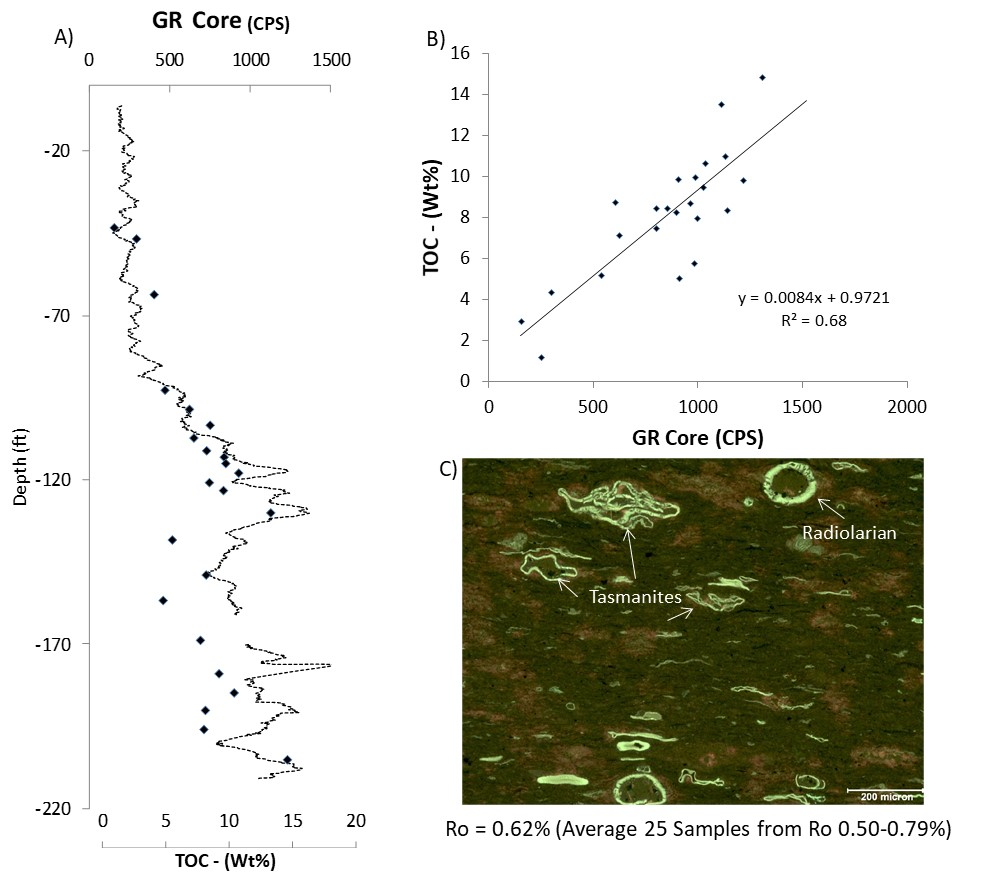 A)
GR Core (CPS)
0 500 1000 1500
-20
-70
-120
-170
-220
Depth (ft)
0 5 10 15 20
TOC - (Wt%)
B)
16
14
12
10
8
6
4
2
0
TOC - (Wt%)
y = 0.0084x + 0.9721
R² = 0.68
0 500 1000 1500 2000
GR Core (CPS)
C)
Radiolarian
Tasmanites
200 micron
Ro = 0.62% (Average 25 Samples from Ro 0.50-0.79%)